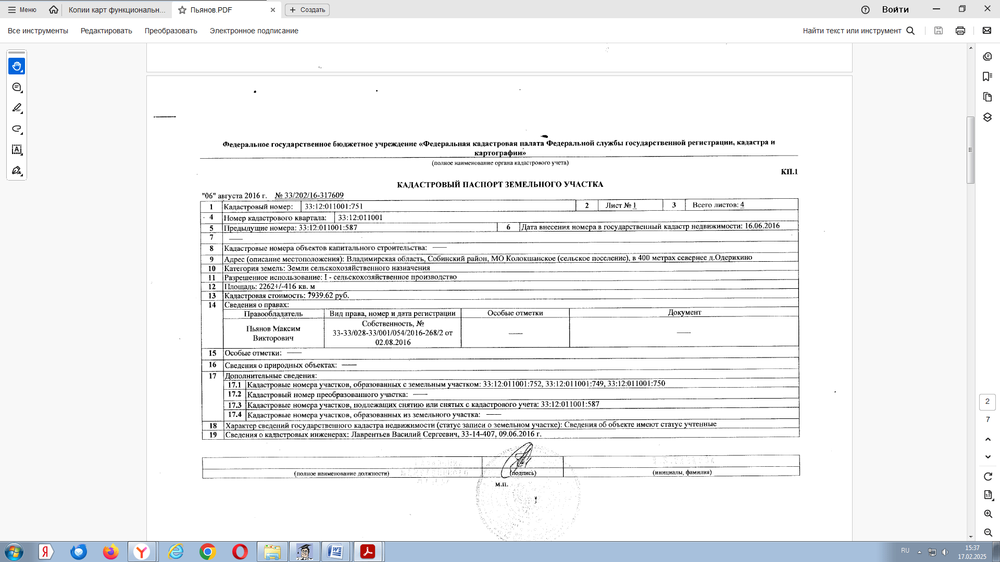 Меню
Копии карт функциональн...
Пьянов.PDF
Создать
Войти
Все инструменты Редактировать Преобразовать Электронное подписание
Найти текст или инструмент
Федеральное государственное бюджетное учреждение «Федеральная кадастровая палата Федеральной службы государственной регистрации, кадастра и
картографии»
(полное наименование органа кадастрового учета)
КП.1
КАДАСТРОВЫЙ ПАСПОРТ ЗЕМЕЛЬНОГО УЧАСТКА
"06" августа 2016 г. № 33/202/16-317609
1 Кадастровый номер: 33:12:011001:751 2 Лист № 1 3 Всего листов: 4
4 Номер кадастрового квартала: 33:12:011001
5 Предыдущие номера: 33:12:011001:587 6 Дата внесения номера в государственный кадастр недвижимости: 16.06.2016
7
8 Кадастровые номера объектов капитального строительства:
9 Адрес (описание местоположения): Владимирская область, Собинский район, МО Колокшанское (сельское поселение), в 400 метрах севернее д.Одерихино
10 Категория земель: Земли сельскохозяйственного назначения
11 Разрешенное использование: I - сельскохозяйственное производство
12 Площадь: 2262+/-416 кв. м
13 Кадастровая стоимость: 7939.62 руб.
14 Сведения о правах:
Правообладатель Вид права, номер и дата регистрации Особые отметки Документ
Пьянов Максим
Викторович
Собственность, №
33-33/028-33/001/054/2016-268/2 от
02.08.2016
15 Особые отметки:
16 Сведения о природных объектах:
17 Дополнительные сведения:
17.1 Кадастровые номера участков, образованных с земельным участком: 33:12:011001:752, 33:12:011001:749, 33:12:011001:750
17.2 Кадастровый номер преобразованного участка:
17.3 Кадастровые номера участков, подлежащих снятию или снятых с кадастрового учета: 33:12:011001:587
17.4 Кадастровые номера участков, образованных из земельного участка:
18 Характер сведений государственного кадастра недвижимости (статус записи о земельном участке): Сведения об объекте имеют статус учтенные
19 Сведения о кадастровых инженерах: Лаврентьев Василий Сергеевич, 33-14-407, 09.06.2016 г.
(полное наименование должности) (подпись) (инициалы, фамилия)
м.п.
2
7
RU
15:37
17.02.2025